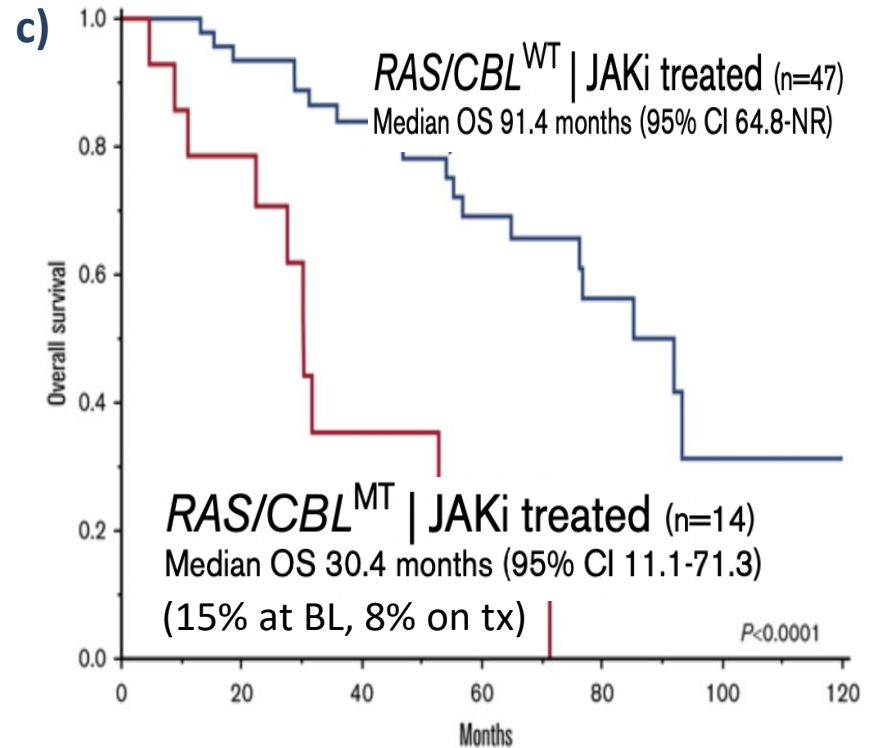 c)
1.0
0.8
0.6
0.4
0.2
0.0
Overall survival
RAS/CBLWT | JAKi treated (n=47)
Median OS 91.4 months (95% CI 64.8-NR)
RAS/CBLMT | JAKi treated (n=14)
Median OS 30.4 months (95% CI 11.1-71.3)
(15% at BL, 8% on tx)
P<0.0001
0 20 40 60 80 100 120
Months